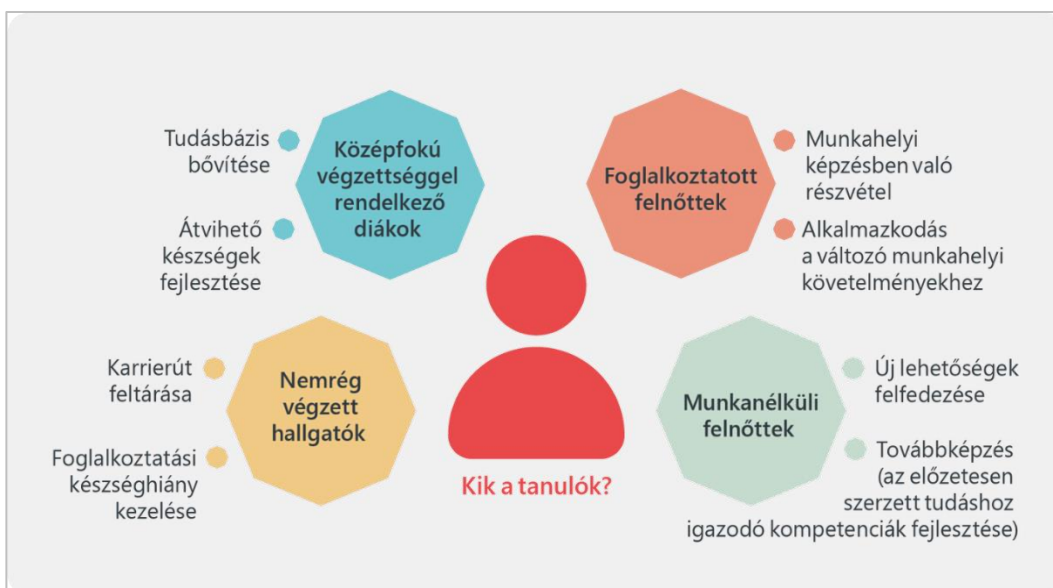 Tudásbázis
bővítése
Átvihető
készségek
fejlesztése
Középfokú
végzettséggel
rendelkező
diákok
Foglalkoztatott
felnőttek
Munkahelyi
képzésben való
részvétel
Alkalmazkodás
a változó munkahelyi
követelményekhez
Karrierút
feltárása
Foglalkoztatási
készséghiány
kezelése
Nemrég
végzett
hallgatók
Kik a tanulók?
Munkanélküli
felnőttek
Új lehetőségek
felfedezése
Továbbképzés
(az előzetesen
szerzett tudáshoz
igazodó kompetenciák fejlesztése)